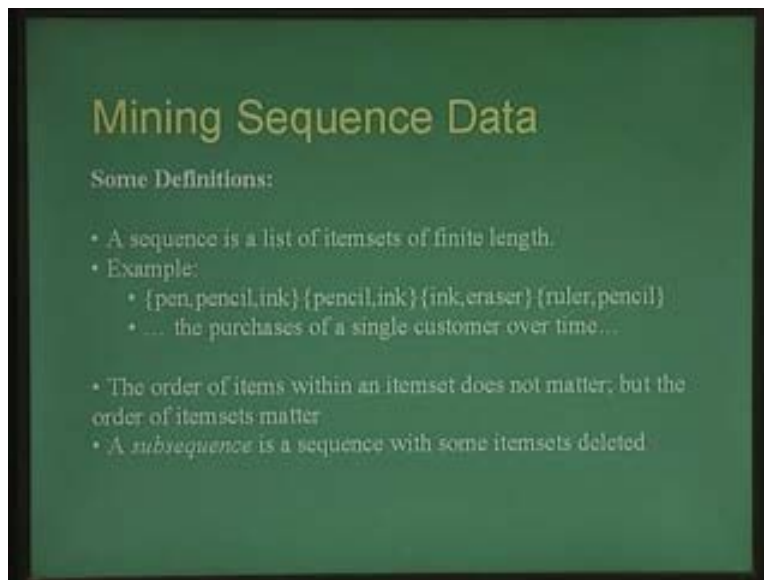 Mining Sequence Data
Some Definitions:
• A sequence is a list of itemsets of finite length.
• Example:
• {pen,pencil,ink}{pencil,ink}{ink,eraser}{ruler,pencil}
• … the purchases of a single customer over time…
• The order of items within an itemset does not matter; but the
order of itemsets matter
• A subsequence is a sequence with some itemsets deleted